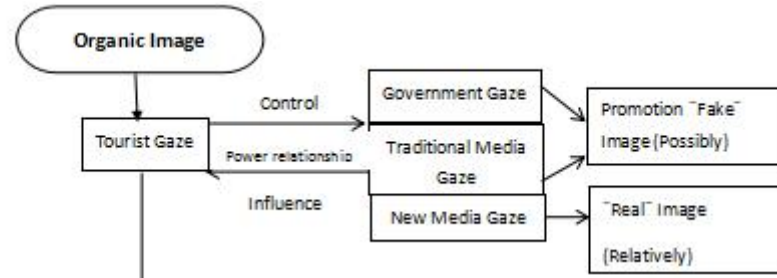 Organic Image
Control
Government Gaze
Promotion ¨Fake¨
Image(Possibly)
Tourist Gaze
Power relationship
Traditional Media
Gaze
Influence
New Media Gaze
¨Real¨ Image
(Relatively)